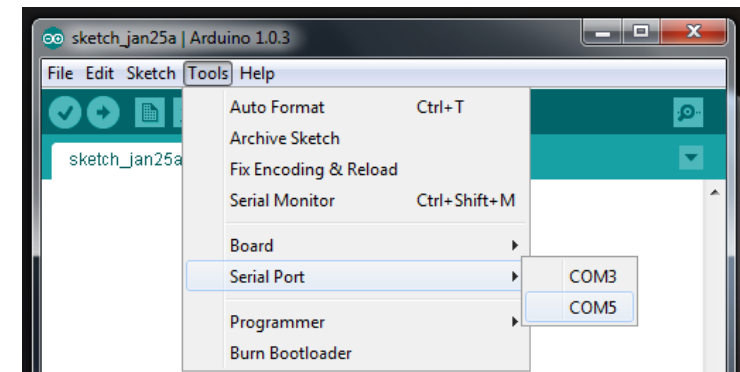 sketch_jan25a | Arduino 1.0.3
File Edit Sketch Tools Help
sketch_jan25a
Auto Format Ctrl+T
Archive Sketch
Fix Encoding & Reload
Serial Monitor Ctrl+Shift+M
Board
Serial Port
COM3
COM5
Programmer
Burn Bootloader